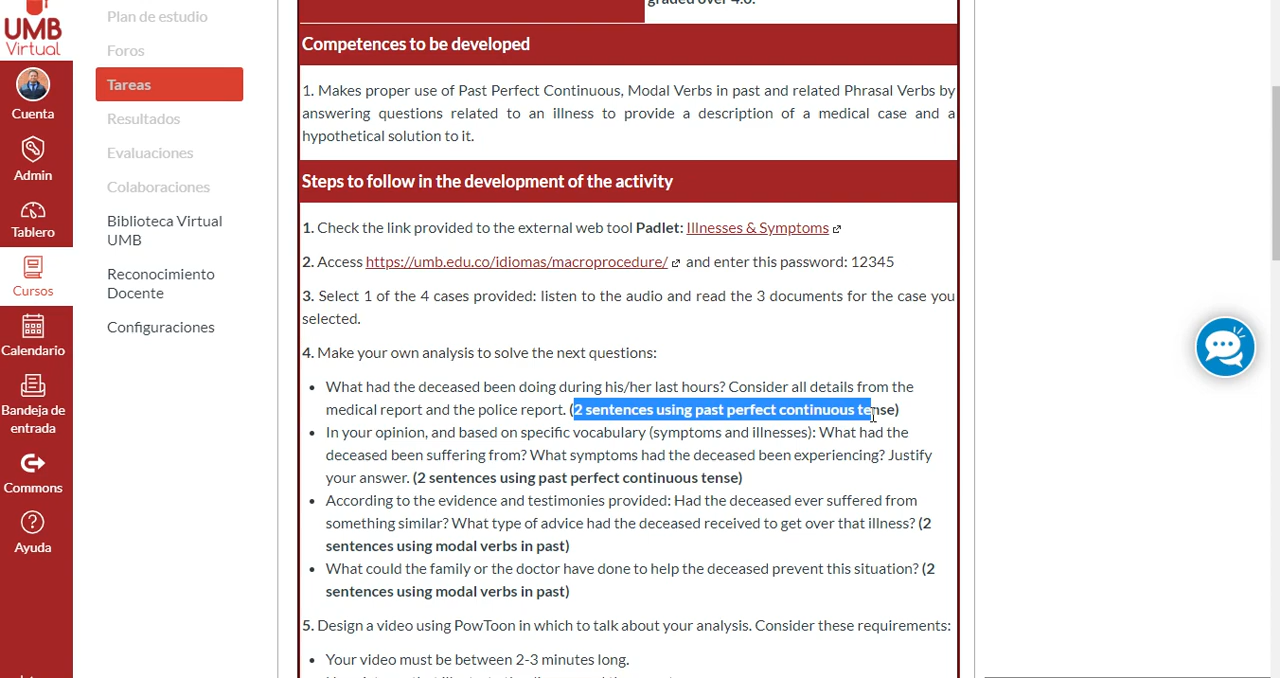 UMB
Virtual
Cuenta
Admin
Tablero
Cursos
Calendario
Bandeja de
entrada
Commons
Ayuda
Plan de estudio
Foros
Tareas
Resultados
Evaluaciones
Colaboraciones
Biblioteca Virtual
UMB
Reconocimiento
Docente
Configuraciones
graded over 4.0.
Competences to be developed
1. Makes proper use of Past Perfect Continuous, Modal Verbs in past and related Phrasal Verbs by
answering questions related to an illness to provide a description of a medical case and a
hypothetical solution to it.
Steps to follow in the development of the activity
1. Check the link provided to the external web tool Padlet: Illnesses & Symptoms
2. Access https://umb.edu.co/idiomas/macroprocedure/ and enter this password: 12345
3. Select 1 of the 4 cases provided: listen to the audio and read the 3 documents for the case you
selected.
4. Make your own analysis to solve the next questions:
• What had the deceased been doing during his/her last hours? Consider all details from the
medical report and the police report. (2 sentences using past perfect continuous tense)
• In your opinion, and based on specific vocabulary (symptoms and illnesses): What had the
deceased been suffering from? What symptoms had the deceased been experiencing? Justify
your answer. (2 sentences using past perfect continuous tense)
• According to the evidence and testimonies provided: Had the deceased ever suffered from
something similar? What type of advice had the deceased received to get over that illness? (2
sentences using modal verbs in past)
• What could the family or the doctor have done to help the deceased prevent this situation? (2
sentences using modal verbs in past)
5. Design a video using PowToon in which to talk about your analysis. Consider these requirements:
• Your video must be between 2-3 minutes long.